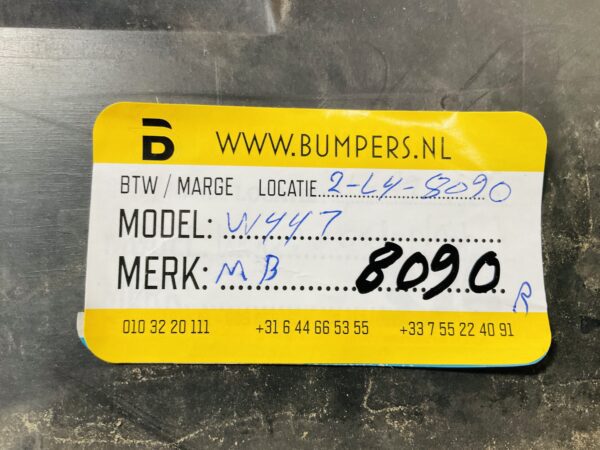 B WWW.BUMPERS.NL
BTW / MARGE LOCATIE 2-L4-8090
MODEL: W447
MERK: MB 8090
R
010 32 20 111 +31 6 44 66 53 55 +33 7 55 22 40 91